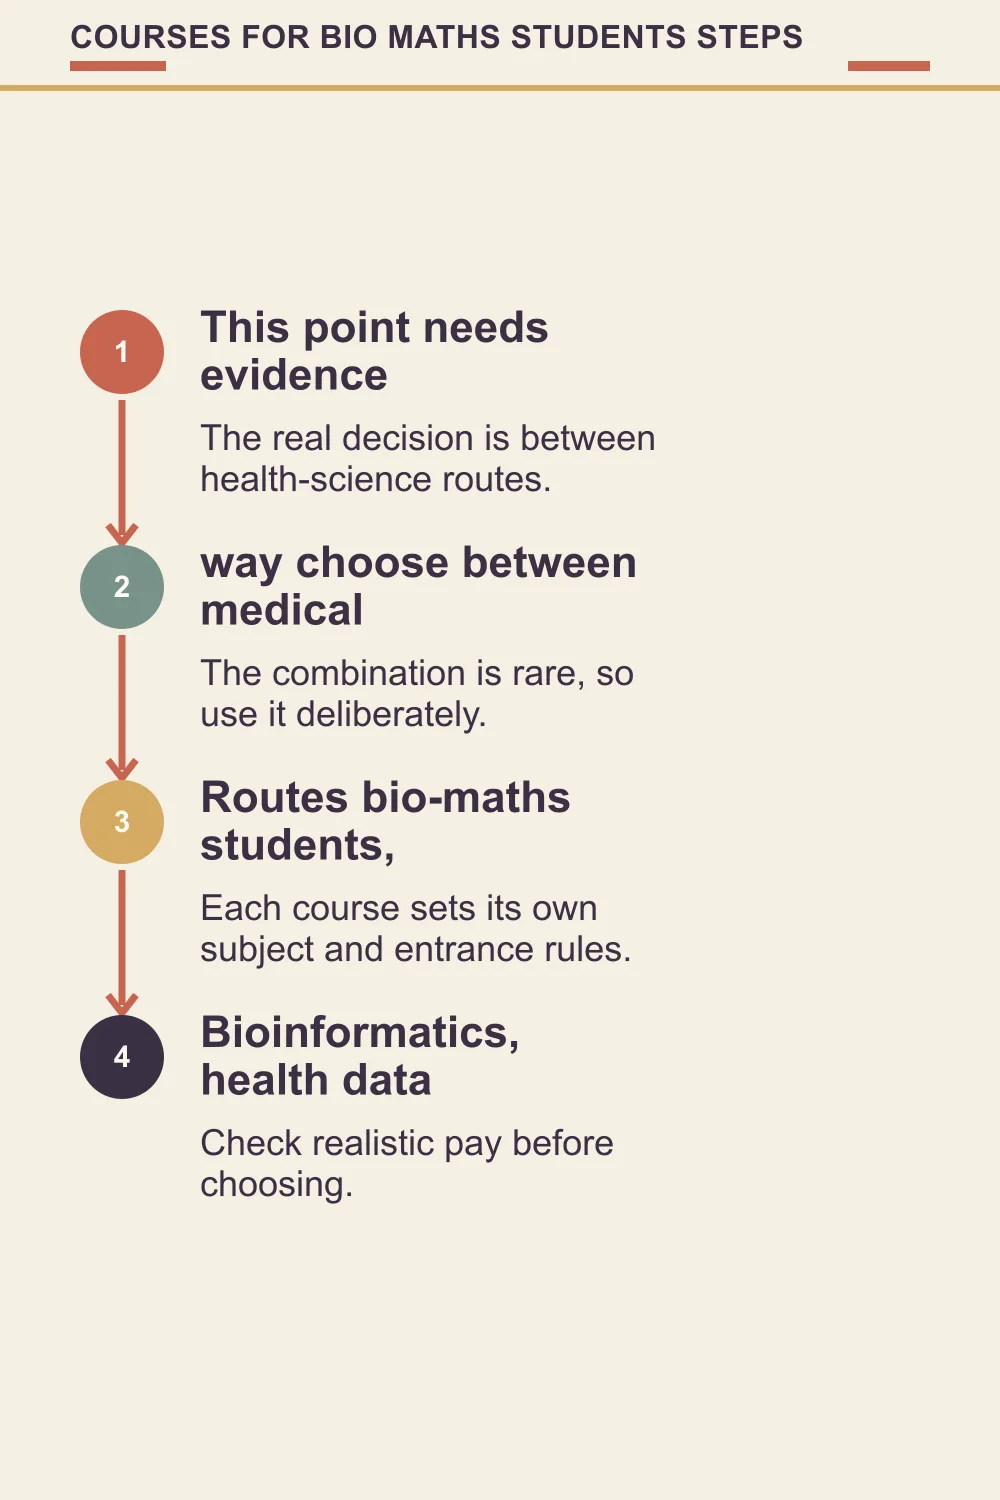 COURSES FOR BIO MATHS STUDENTS STEPS
1
This point needs
evidence
The real decision is between
health-science routes.
2
way choose between
medical
The combination is rare, so
use it deliberately.
3
Routes bio-maths
students,
Each course sets its own
subject and entrance rules.
4
Bioinformatics,
health data
Check realistic pay before
choosing.